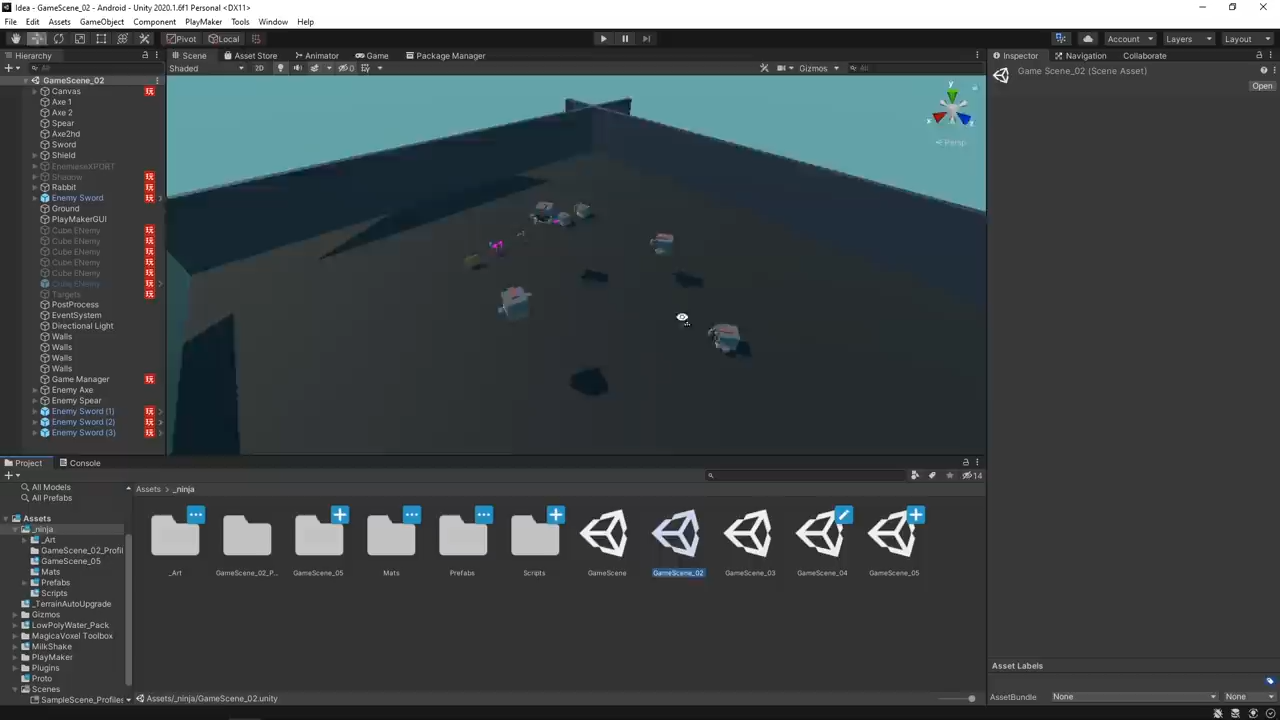 Idea - GameScene_02 - Android - Unity 2020.1.6f1 Personal <DX11>
File Edit Assets GameObject Component PlayMaker Tools Window Help
Pivot Local Account Layers Layout
Hierarchy Scene Asset Store Animator Game Package Manager Inspector Navigation Collaborate
Shaded 2D 0 Gizmos All
GameScene_02
Canvas
Axe 1
Axe 2
Spear
Axe2hd
Sword
Shield
EnemieseXPORT
Shadow
Rabbit
Enemy Sword
Ground
PlayMakerGUI
Cube ENemy
Cube ENemy
Cube ENemy
Cube ENemy
Cube ENemy
Cube ENemy
Targets
PostProcess
EventSystem
Directional Light
Walls
Walls
Walls
Walls
Game Manager
Enemy Axe
Enemy Spear
Enemy Sword (1)
Enemy Sword (2)
Enemy Sword (3)
y
x
z
Persp
Game Scene_02 (Scene Asset)
Open
Project Console
14
All Models
All Prefabs
Assets
_ninja
_Art
GameScene_02_Profil
GameScene_05
Mats
Prefabs
Scripts
_TerrainAutoUpgrade
Gizmos
LowPolyWater_Pack
MagicaVoxel Toolbox
MilkShake
PlayMaker
Plugins
Proto
Scenes
SampleScene_Profiles
Assets > _ninja
_Art GameScene_02_P... GameScene_05 Mats Prefabs Scripts GameScene GameScene_02 GameScene_03 GameScene_04 GameScene_05
Assets/_ninja/GameScene_02.unity
Asset Labels
AssetBundle None None